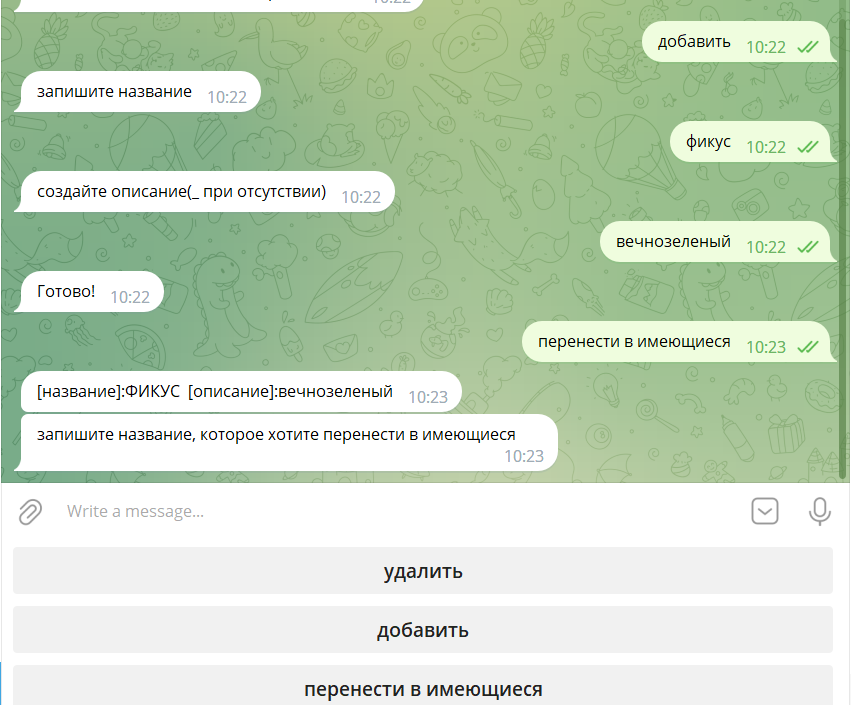 10:22
добавить 10:22
запишите название 10:22
фикус 10:22
создайте описание(_ при отсутствии) 10:22
вечнозеленый 10:22
Готово! 10:22
перенести в имеющиеся 10:23
[название]:ФИКУС [описание]:вечнозеленый 10:23
запишите название, которое хотите перенести в имеющиеся
10:23
Write a message...
удалить
добавить
перенести в имеющиеся